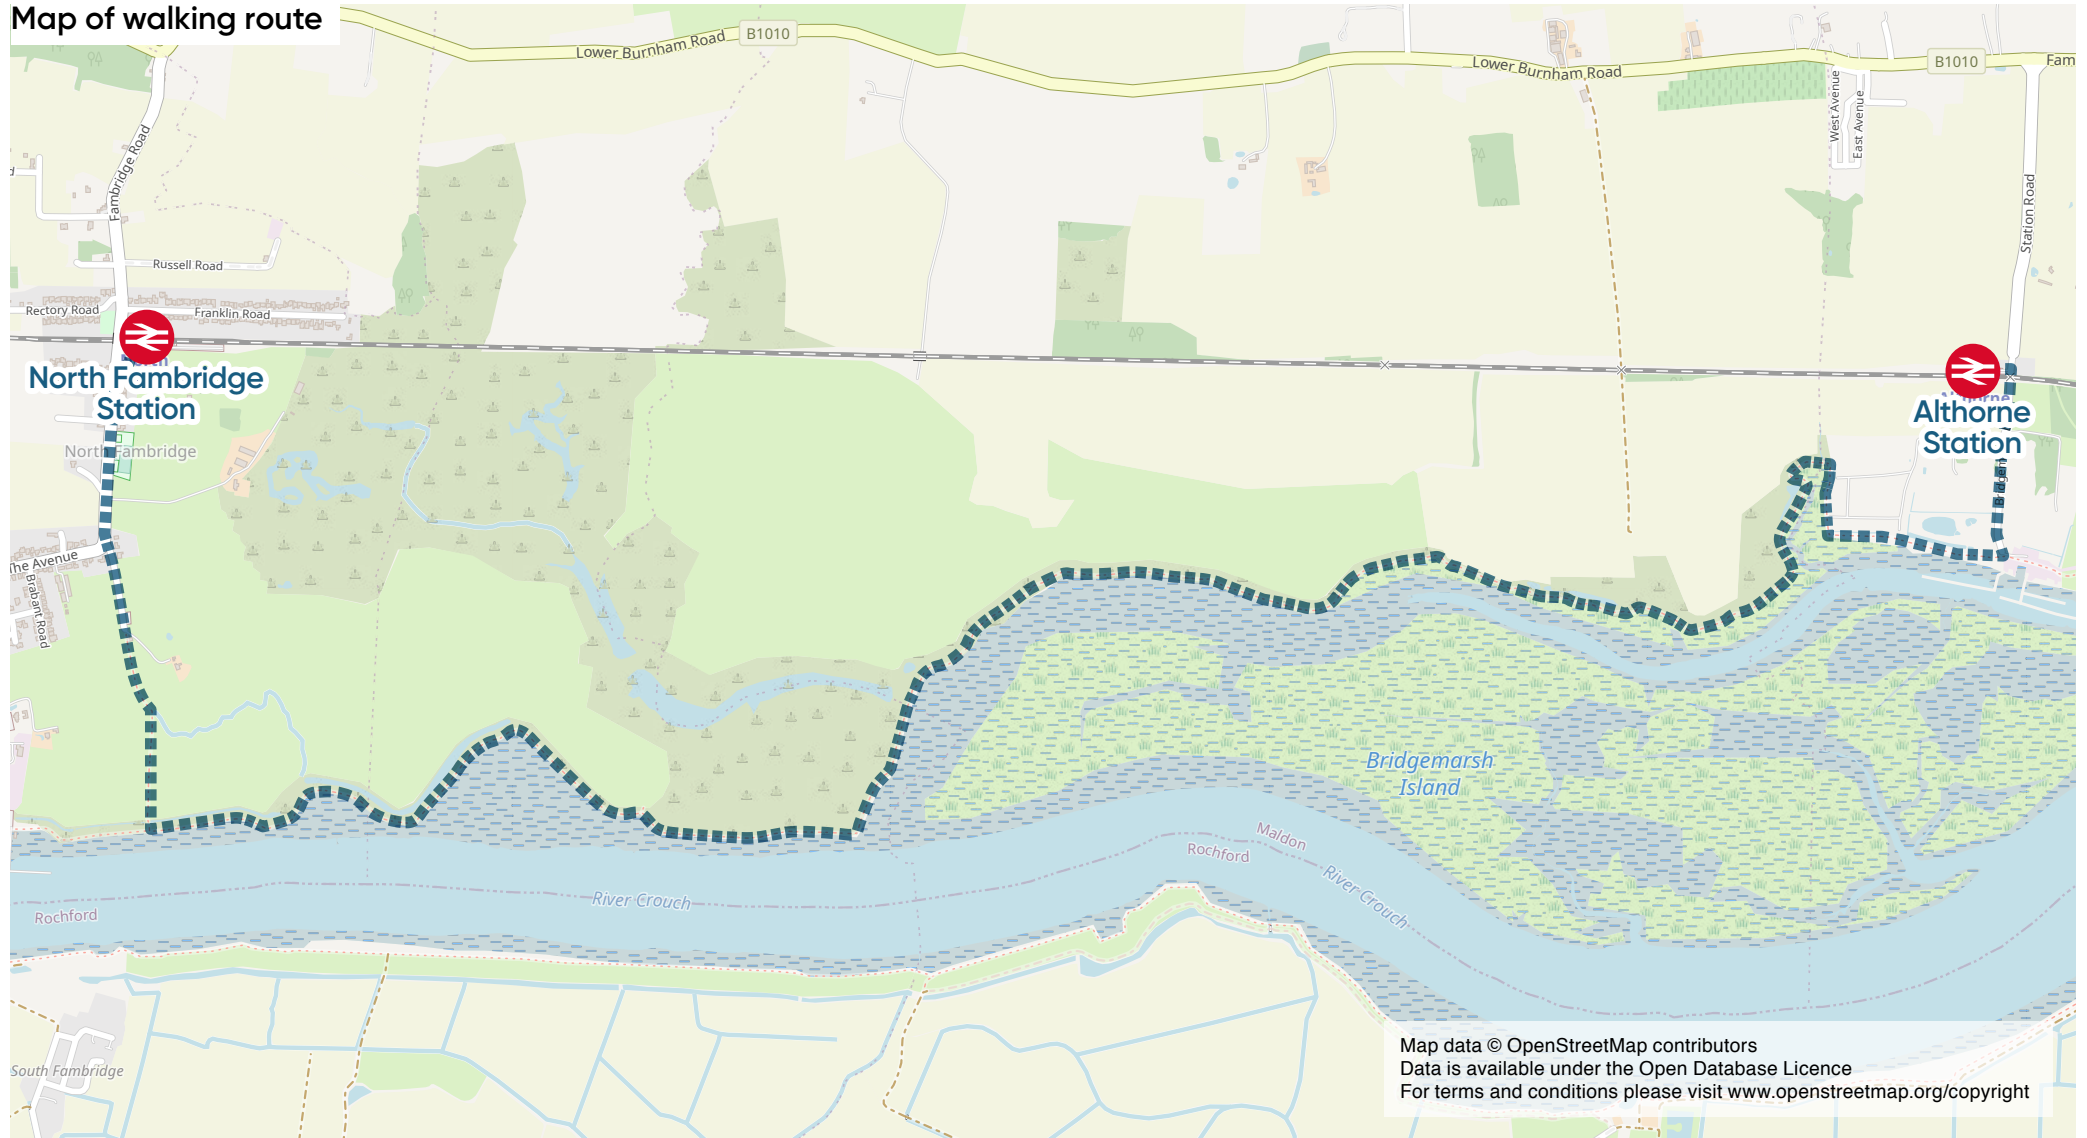 Map of walking route
Lower Burnham Road
B1010
Lower Burnham Road
B1010
Fam
West Avenue
East Avenue
Fambridge Road
Station Road
Russell Road
Rectory Road
Franklin Road
North Fambridge
Station
Althorne
Station
North Fambridge
The Avenue
Brabant Road
Bridgemarsh
Island
Maldon
Rochford
River Crouch
River Crouch
Rochford
South Fambridge
Map data © OpenStreetMap contributors
Data is available under the Open Database Licence
For terms and conditions please visit www.openstreetmap.org/copyright